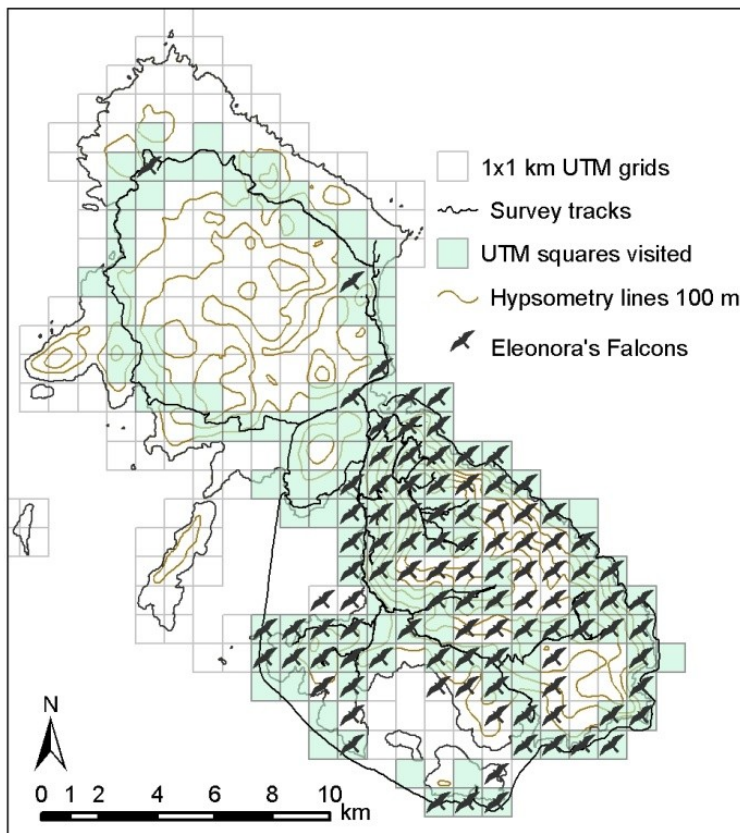 1x1 km UTM grids
Survey tracks
UTM squares visited
Hypsometry lines 100 m
Eleonora's Falcons
N
0 1 2 4 6 8 10
km